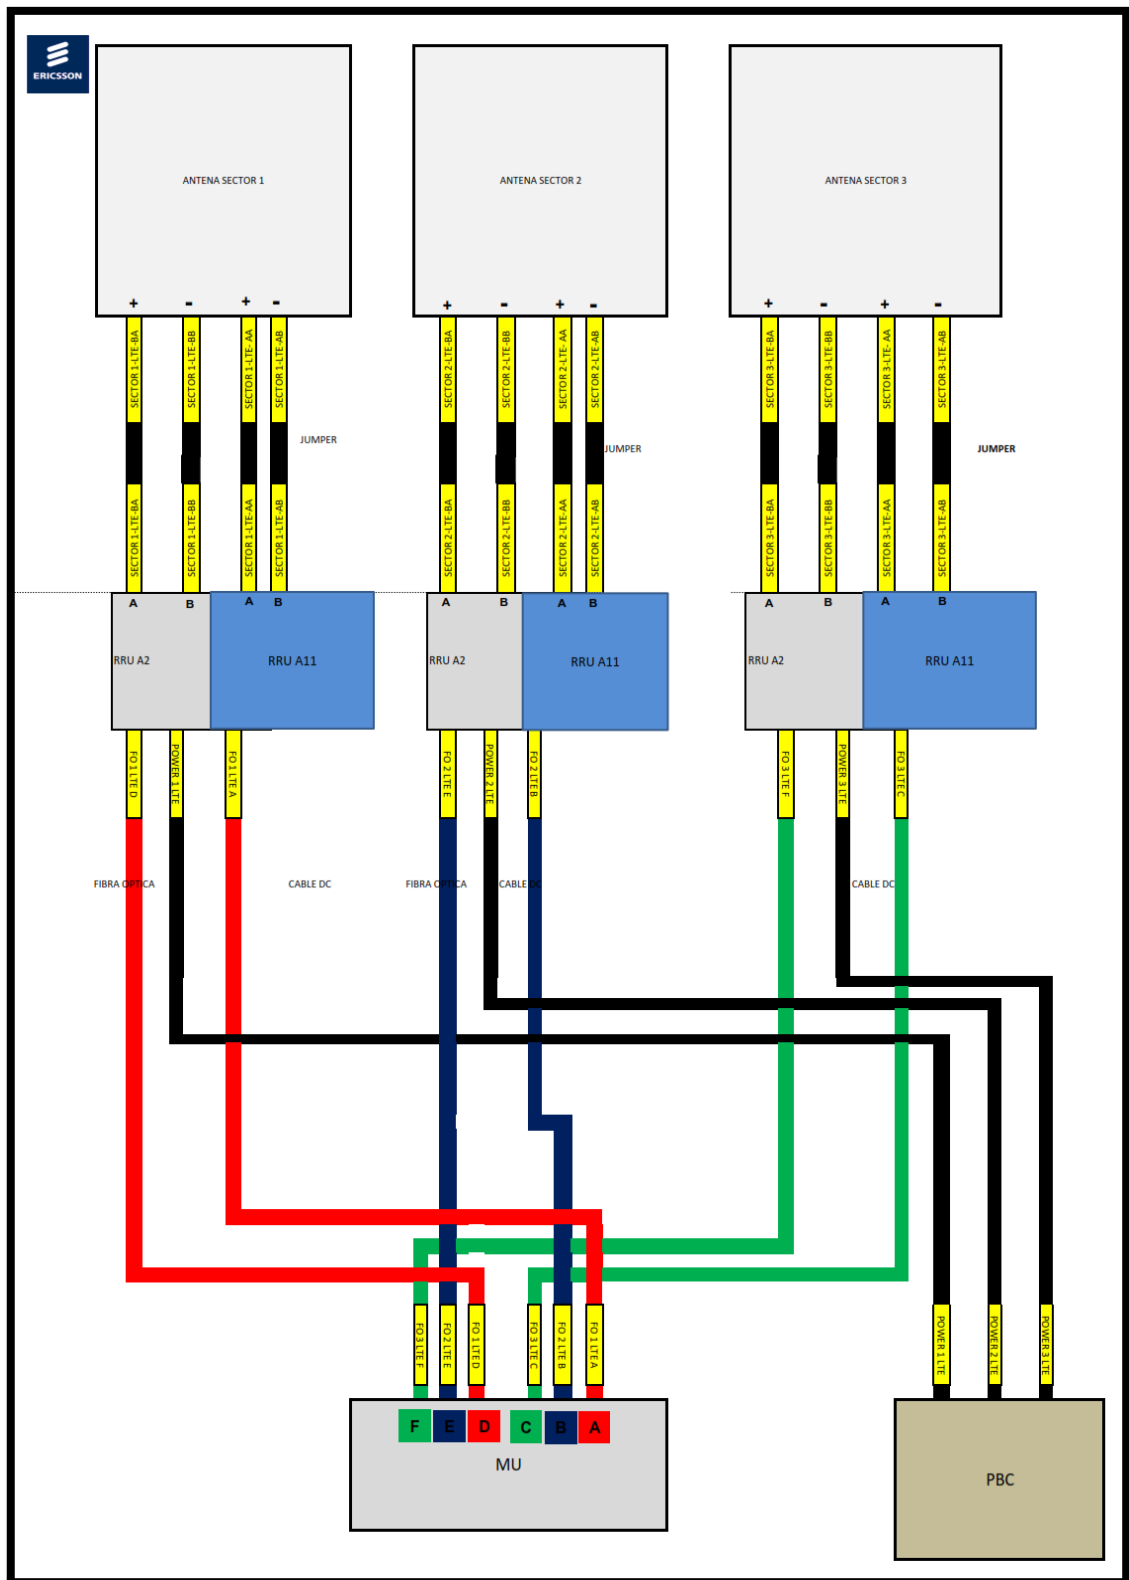 ERICSSON
ANTENA SECTOR 1
ANTENA SECTOR 2
ANTENA SECTOR 3
+ - + -
+ - + -
+ - + -
SECTOR 1-LTE-BA
SECTOR 1-LTE-BB
SECTOR 1-LTE- AA
SECTOR 1-LTE-AB
SECTOR 2-LTE-BA
SECTOR 2-LTE-BB
SECTOR 2-LTE- AA
SECTOR 2-LTE-AB
SECTOR 3-LTE-BA
SECTOR 3-LTE-BB
SECTOR 3-LTE- AA
SECTOR 3-LTE-AB
JUMPER
JUMPER
JUMPER
SECTOR 1-LTE-BA
SECTOR 1-LTE-BB
SECTOR 1-LTE-AA
SECTOR 1-LTE-AB
SECTOR 2-LTE-BA
SECTOR 2-LTE-BB
SECTOR 2-LTE-AA
SECTOR 2-LTE-AB
SECTOR 3-LTE-BA
SECTOR 3-LTE-BB
SECTOR 3-LTE-AA
SECTOR 3-LTE-AB
A B A B
A B A B
A B A B
RRU A2
RRU A11
RRU A2
RRU A11
RRU A2
RRU A11
FO 1 LTE D
POWER 1 LTE
FO 1 LTE A
FO 2 LTE E
POWER 2 LTE
FO 2 LTE B
FO 3 LTE F
POWER 3 LTE
FO 3 LTE C
FIBRA OPTICA
CABLE DC
FIBRA OPTICA
CABLE DC
CABLE DC
FO 3 LTE F
FO 2 LTE E
FO 1 LTE D
FO 3 LTE C
FO 2 LTE B
FO 1 LTE A
POWER 1 LTE
POWER 2 LTE
POWER 3 LTE
F E D C B A
MU
PBC